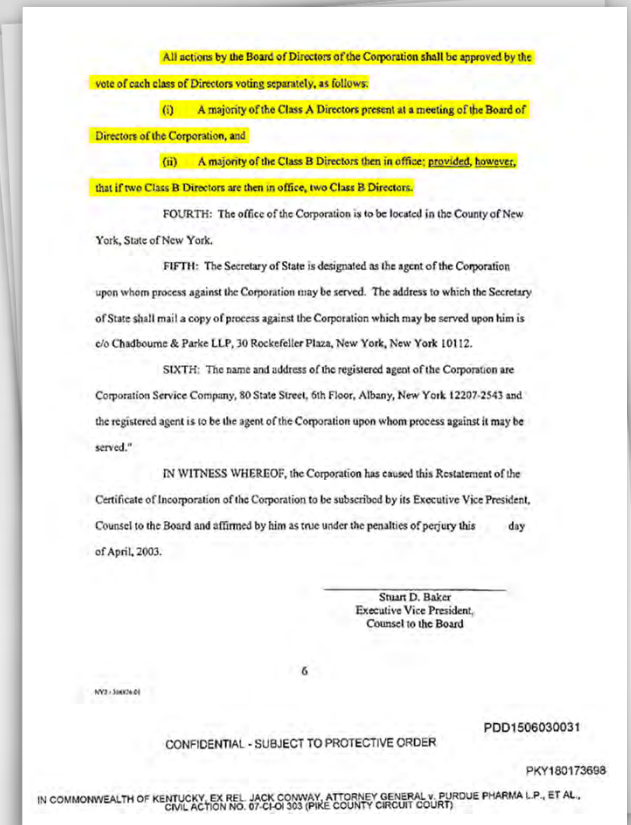 All actions by the Board of Directors of the Corporation shall be approved by the
vote of each class of Directors voting separately, as follows:
(i) A majority of the Class A Directors present at a meeting of the Board of
Directors of the Corporation, and
(ii) A majority of the Class B Directors then in office; provided, however,
that if two Class B Directors are then in office, two Class B Directors.
FOURTH: The office of the Corporation is to be located in the County of New
York, State of New York.
FIFTH: The Secretary of State is designated as the agent of the Corporation
upon whom process against the Corporation may be served. The address to which the Secretary
of State shall mail a copy of process against the Corporation which may be served upon him is
c/o Chadbourne & Parke LLP, 30 Rockefeller Plaza, New York, New York 10112.
SIXTH: The name and address of the registered agent of the Corporation are
Corporation Service Company, 80 State Street, 6th Floor, Albany, New York 12207-2543 and
the registered agent is to be the agent of the Corporation upon whom process against it may be
served."
IN WITNESS WHEREOF, the Corporation has caused this Restatement of the
Certificate of Incorporation of the Corporation to be subscribed by its Executive Vice President,
Counsel to the Board and affirmed by him as true under the penalties of perjury this day
of April, 2003.
Stuart D. Baker
Executive Vice President,
Counsel to the Board
6
PDD1506030031
CONFIDENTIAL - SUBJECT TO PROTECTIVE ORDER
PKY180173698
IN COMMONWEALTH OF KENTUCKY, EX REL. JACK CONWAY, ATTORNEY GENERAL v. PURDUE PHARMA L.P., ET AL.,
CIVIL ACTION NO. 07-CI-OI 303 (PIKE COUNTY CIRCUIT COURT)